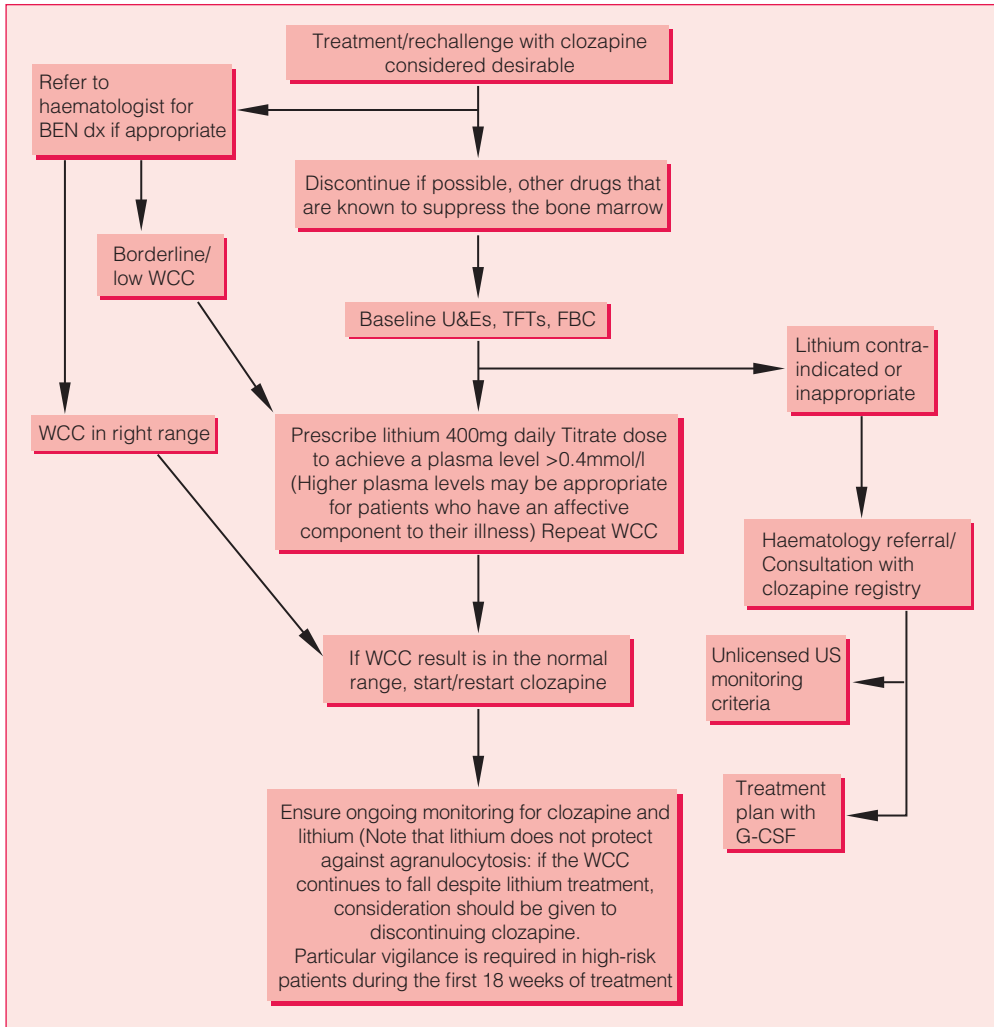 Treatment/rechallenge with clozapine
considered desirable
Refer to
haematologist for
BEN dx if appropriate
Discontinue if possible, other drugs that
are known to suppress the bone marrow
Borderline/
low WCC
Baseline U&Es, TFTs, FBC
Lithium contra-
indicated or
inappropriate
WCC in right range
Prescribe lithium 400mg daily Titrate dose
to achieve a plasma level >0.4mmol/l
(Higher plasma levels may be appropriate
for patients who have an affective
component to their illness) Repeat WCC
Haematology referral/
Consultation with
clozapine registry
If WCC result is in the normal
range, start/restart clozapine
Unlicensed US
monitoring
criteria
Treatment
plan with
G-CSF
Ensure ongoing monitoring for clozapine and
lithium (Note that lithium does not protect
against agranulocytosis: if the WCC
continues to fall despite lithium treatment,
consideration should be given to
discontinuing clozapine.
Particular vigilance is required in high-risk
patients during the first 18 weeks of treatment